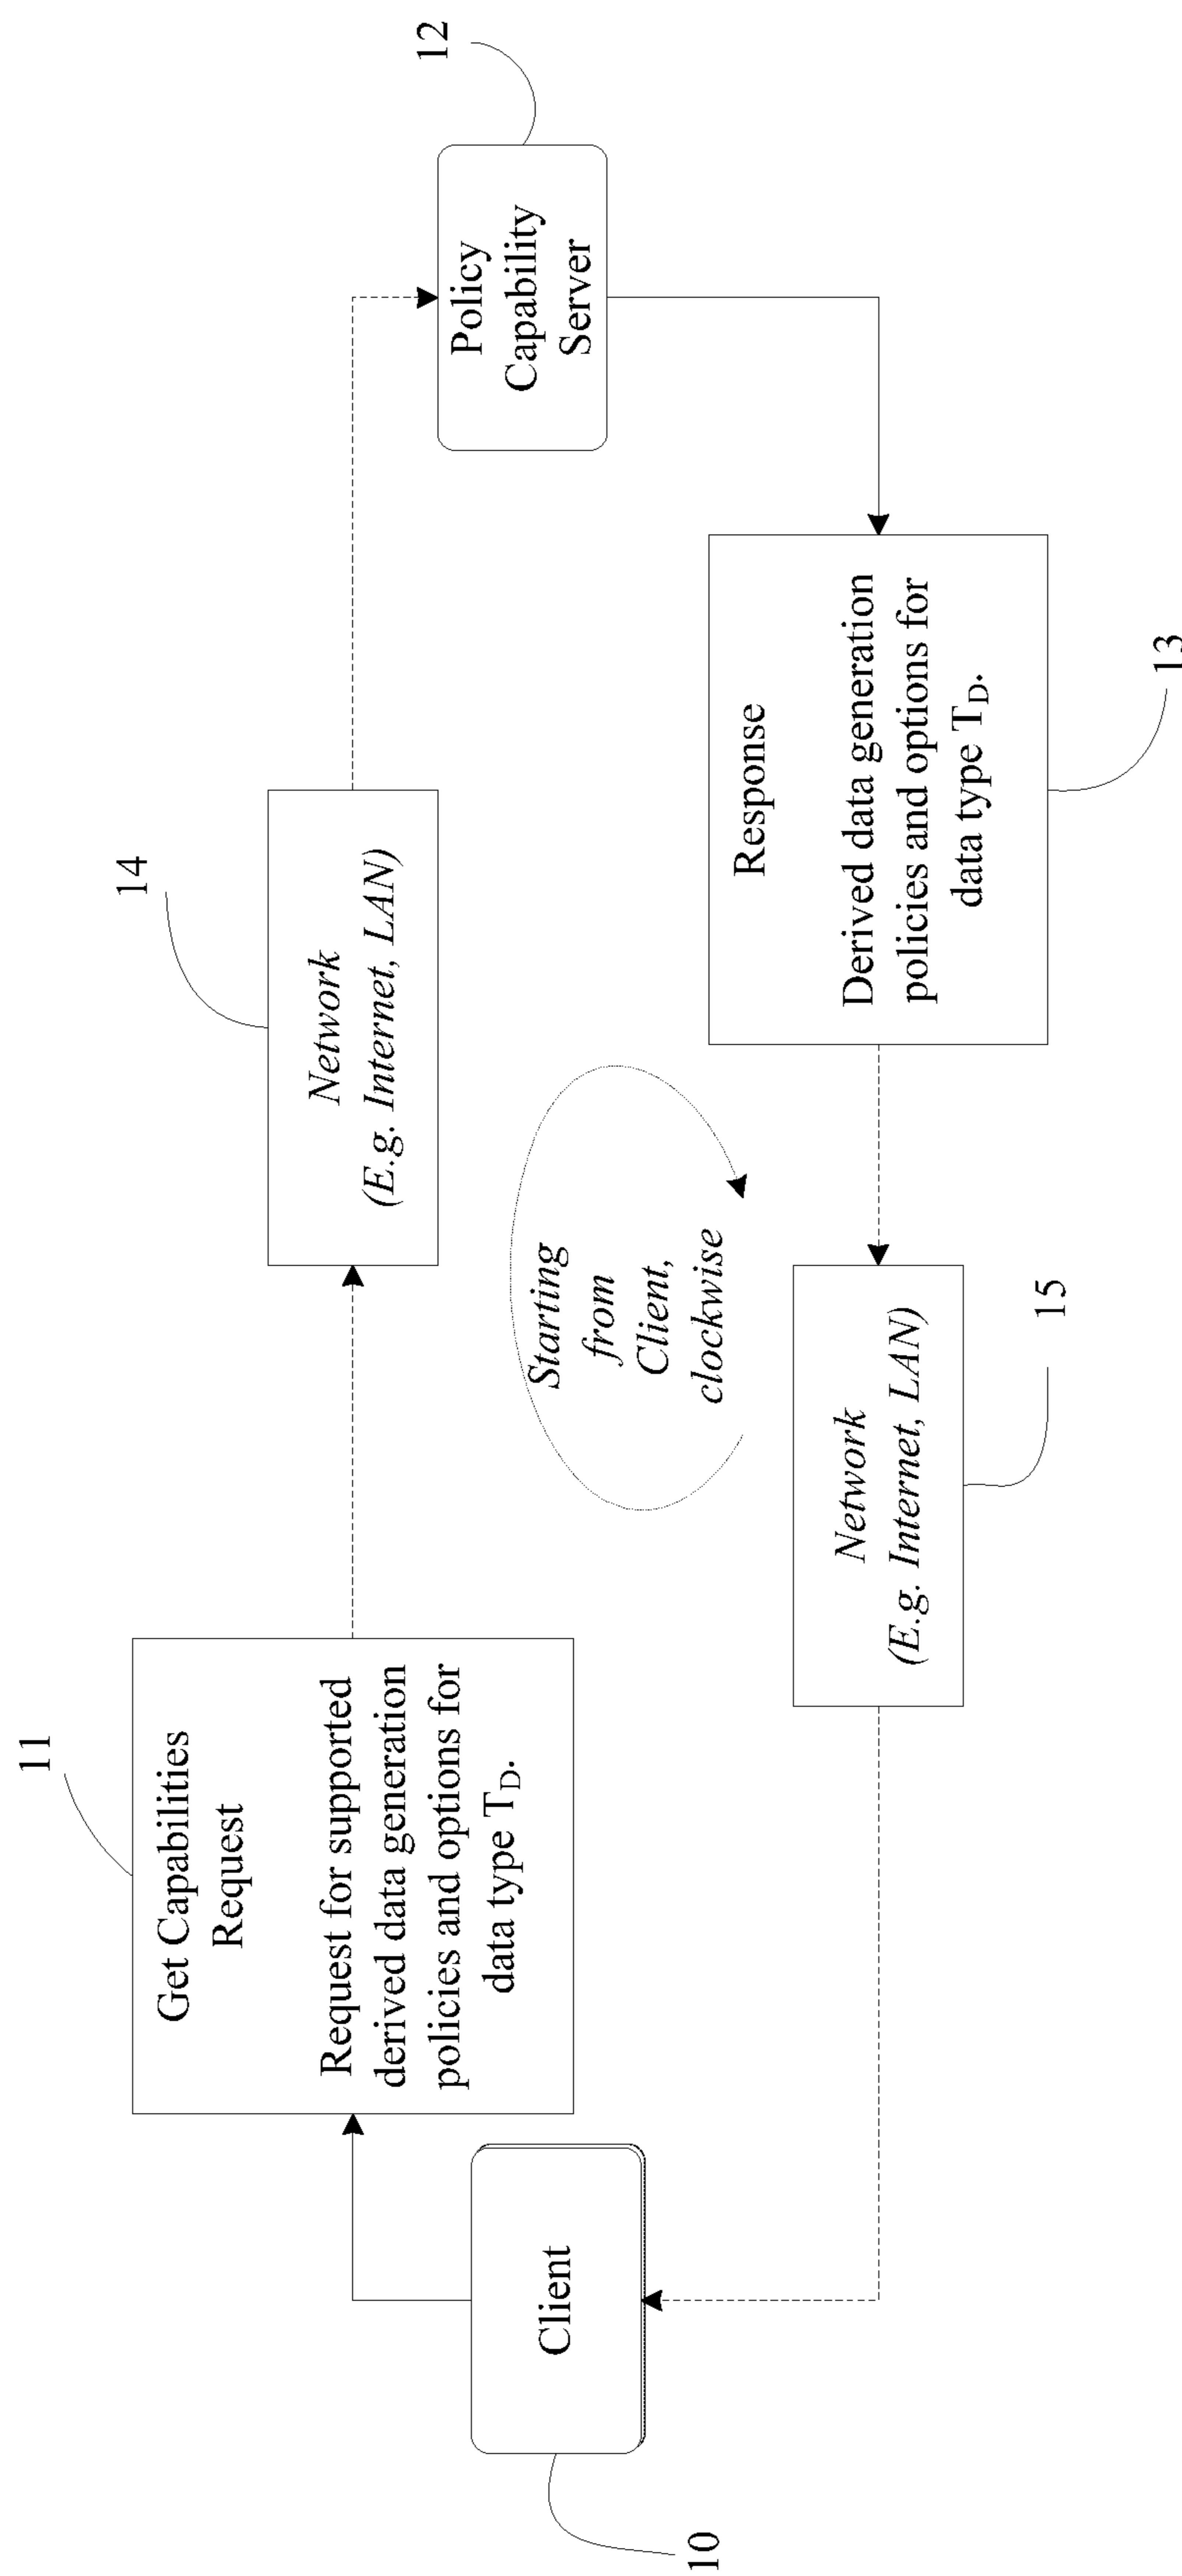 11
Get Capabilities
Request
Request for supported
derived data generation
policies and options for
data type T_D.
14
Network
(E.g. Internet, LAN)
12
Policy
Capability
Server
10
Client
Starting
from
Client,
clockwise
15
Network
(E.g. Internet, LAN)
Response
Derived data generation
policies and options for
data type T_D.
13